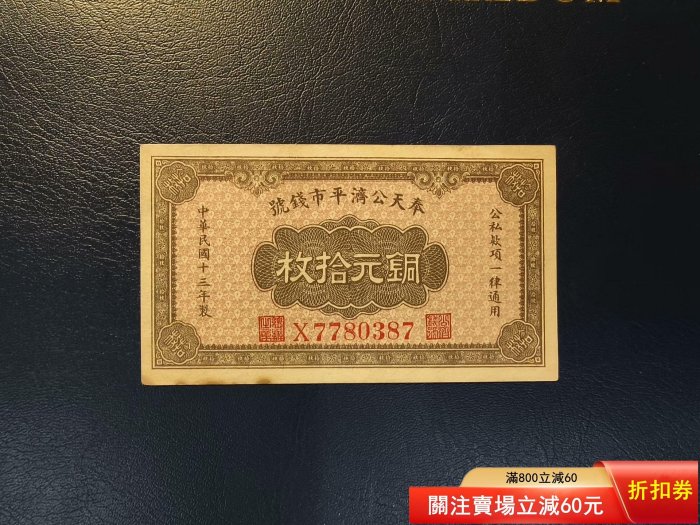 號錢市平濟公天奉
公私款項一律通用
枚拾元銅
中華民國十三年製
X7780387
滿800立減60
關注賣場立減60元
折扣券